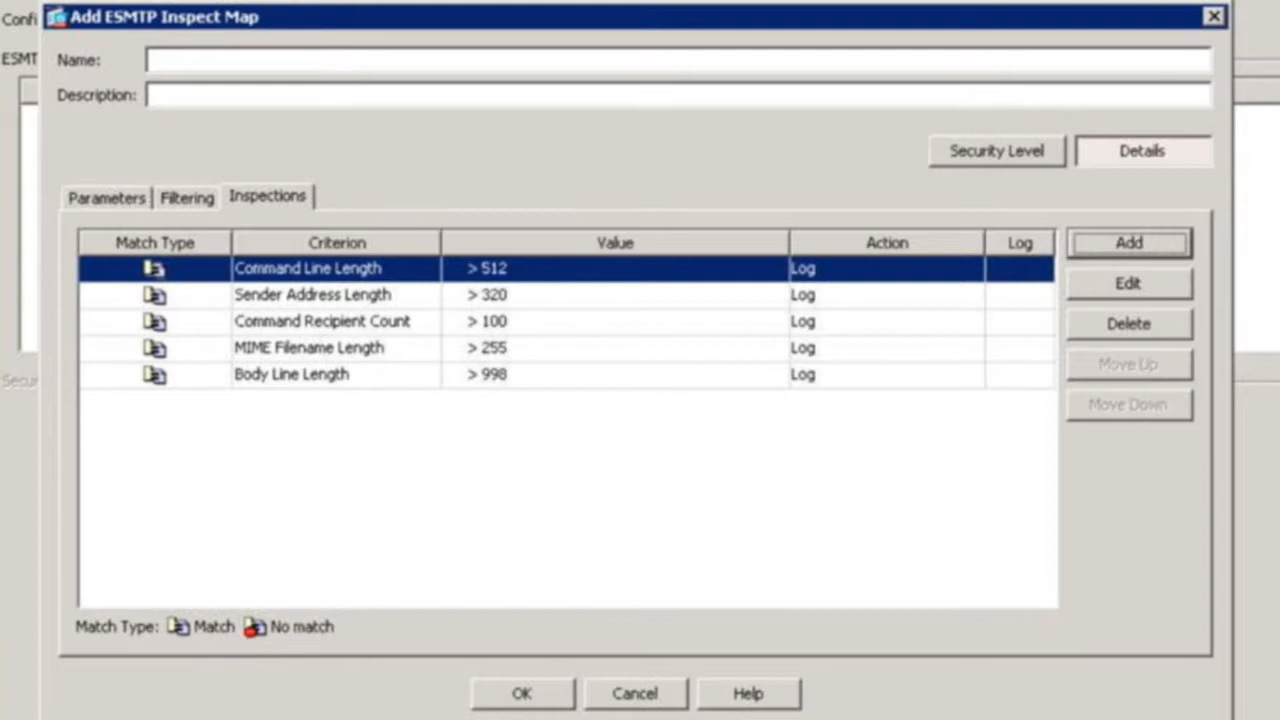 Add ESMTP Inspect Map
Confi
ESMT
Name:
Description:
Security Level Details
Parameters Filtering Inspections
Match Type Criterion Value Action Log Add
Command Line Length > 512 Log
Edit
Sender Address Length > 320 Log
Command Recipient Count > 100 Log Delete
MIME Filename Length > 255 Log
Move Up
Body Line Length > 998 Log
Secur
Move Down
Match Type: Match No match
OK Cancel Help